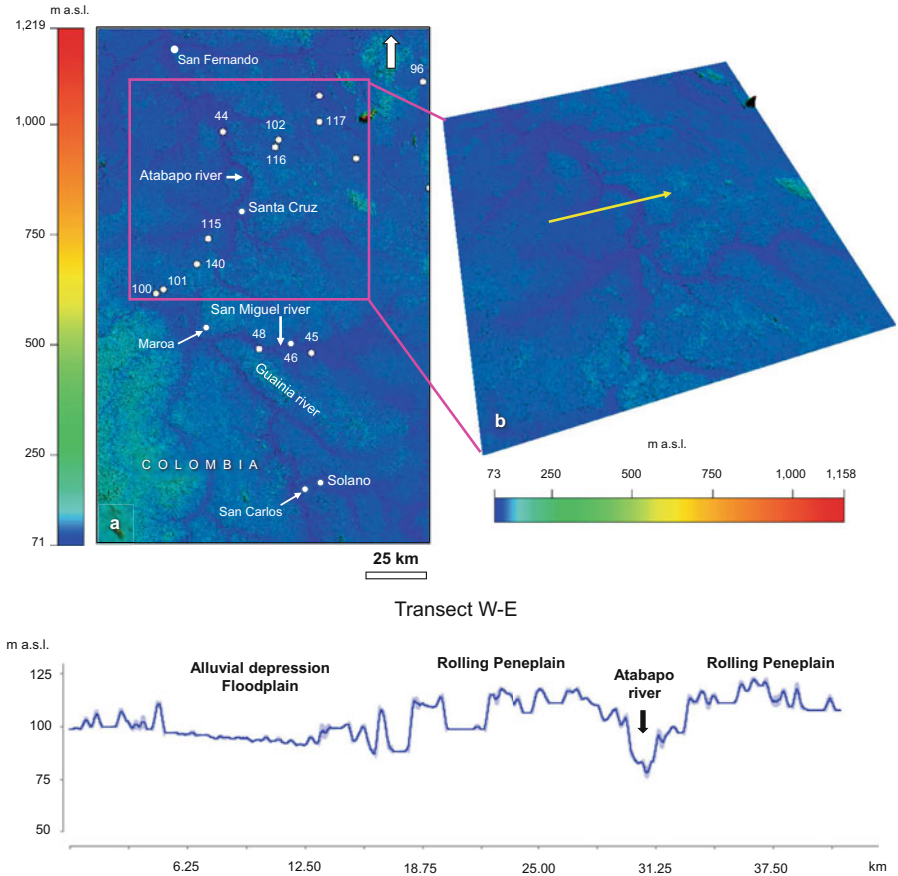 m a.s.l.
1,219
1,000
750
500
250
71
San Fernando
96
44
102
117
116
Atabapo river
Santa Cruz
115
140
101
100
San Miguel river
48
45
46
Maroa
Guainia river
COLOMBIA
Solano
San Carlos
a
25 km
b
m a.s.l.
73 250 500 750 1,000 1,158
Transect W-E
m a.s.l.
125
100
75
50
Alluvial depression
Floodplain
Rolling Peneplain
Atabapo
river
Rolling Peneplain
6.25 12.50 18.75 25.00 31.25 37.50 km